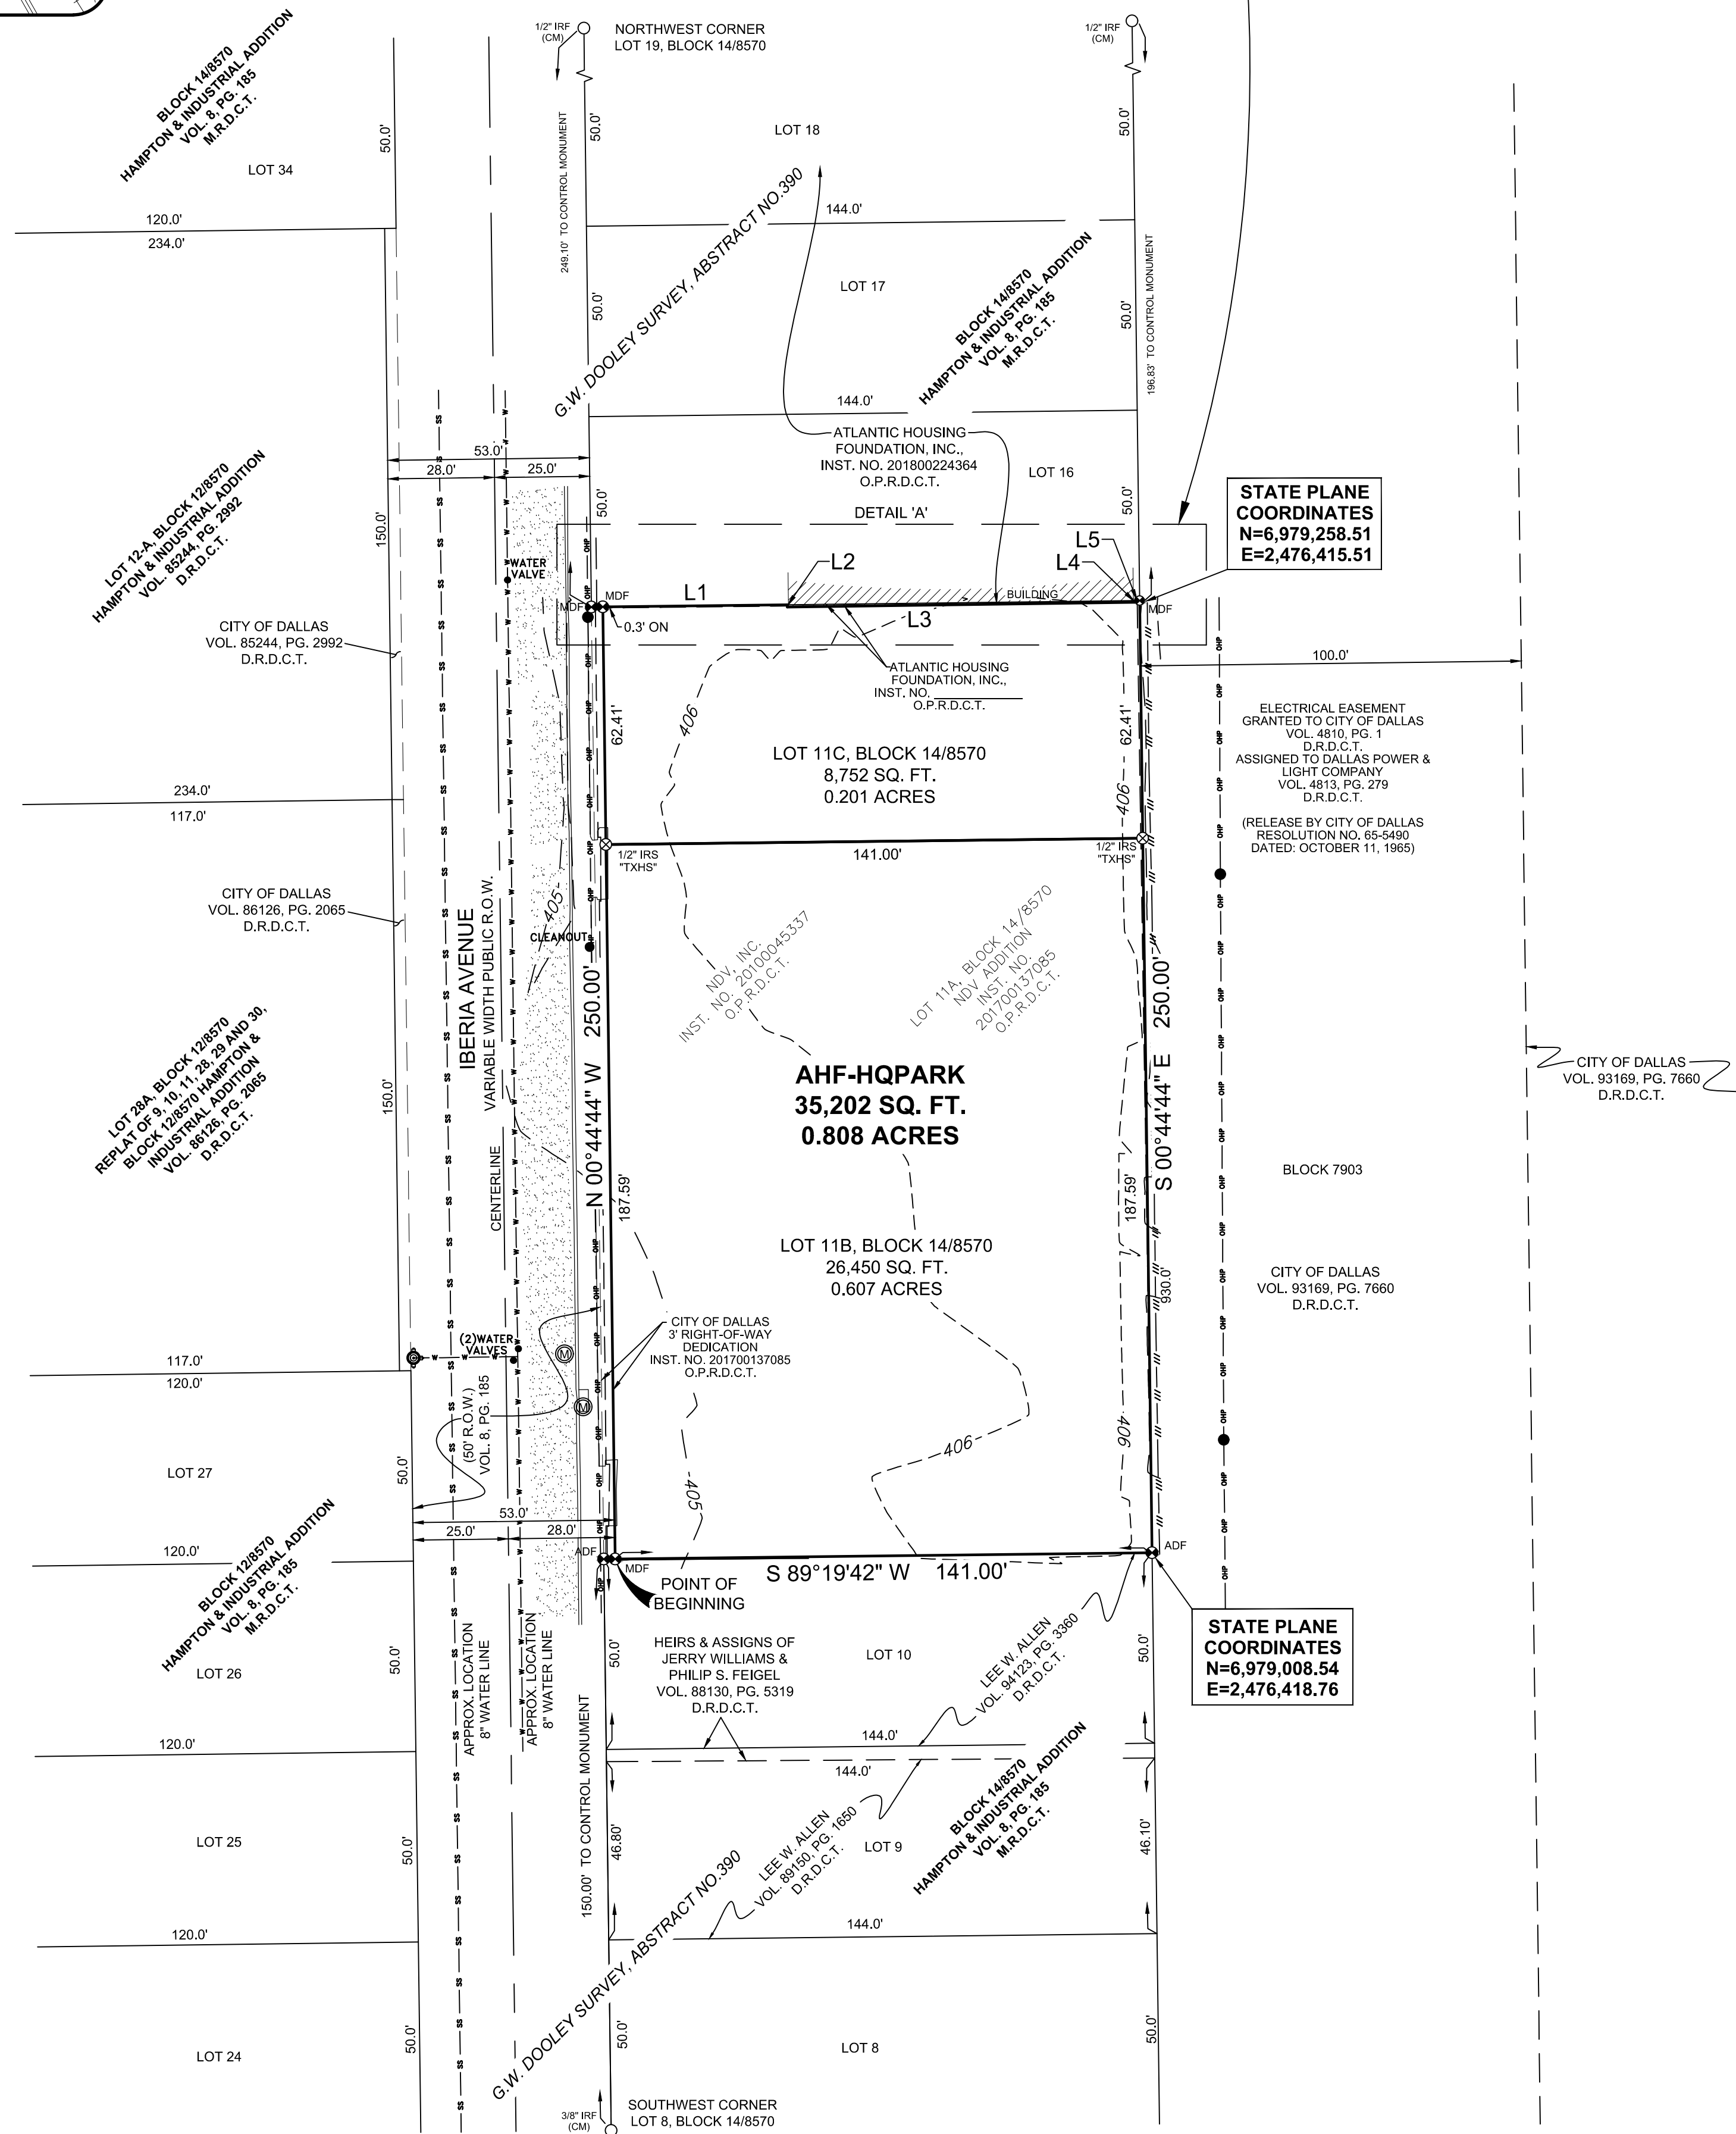 1/2" IRF
(CM)
NORTHWEST CORNER
LOT 19, BLOCK 14/8570
1/2" IRF
(CM)
BLOCK 14/8570
HAMPTON & INDUSTRIAL ADDITION
VOL. 8, PG. 185
M.R.D.C.T.
50.0'
249.10' TO CONTROL MONUMENT
50.0'
LOT 18
50.0'
LOT 34
G.W. DOOLEY SURVEY, ABSTRACT NO.390
120.0'
234.0'
144.0'
196.83' TO CONTROL MONUMENT
LOT 17
50.0'
50.0'
BLOCK 14/8570
HAMPTON & INDUSTRIAL ADDITION
VOL. 8, PG. 185
M.R.D.C.T.
144.0'
ATLANTIC HOUSING
FOUNDATION, INC.,
INST. NO. 201800224364
O.P.R.D.C.T.
LOT 16
53.0'
28.0'
25.0'
50.0'
50.0'
LOT 12-A, BLOCK 12/8570
HAMPTON & INDUSTRIAL ADDITION
VOL. 85244, PG. 2992
D.R.D.C.T.
150.0'
DETAIL 'A'
STATE PLANE
COORDINATES
N=6,979,258.51
E=2,476,415.51
WATER
VALVE
L5
L4
L2
L1
BUILDING
MDF
MDF
MDF
L3
0.3' ON
CITY OF DALLAS
VOL. 85244, PG. 2992
D.R.D.C.T.
100.0'
ATLANTIC HOUSING
FOUNDATION, INC.,
INST. NO. __________
O.P.R.D.C.T.
406
62.41'
62.41'
ELECTRICAL EASEMENT
GRANTED TO CITY OF DALLAS
VOL. 4810, PG. 1
D.R.D.C.T.
ASSIGNED TO DALLAS POWER &
LIGHT COMPANY
VOL. 4813, PG. 279
D.R.D.C.T.
(RELEASE BY CITY OF DALLAS
RESOLUTION NO. 65-5490
DATED: OCTOBER 11, 1965)
LOT 11C, BLOCK 14/8570
8,752 SQ. FT.
0.201 ACRES
406
234.0'
117.0'
1/2" IRS
"TXHS"
141.00'
1/2" IRS
"TXHS"
CITY OF DALLAS
VOL. 86126, PG. 2065
D.R.D.C.T.
405
CLEANOUT
IBERIA AVENUE
VARIABLE WIDTH PUBLIC R.O.W.
NDV, INC.
INST. NO. 20100045337
O.P.R.D.C.T.
LOT 11A, BLOCK 14/8570
NDV ADDITION
INST. NO.
201700137085
O.P.R.D.C.T.
LOT 28A, BLOCK 12/8570
REPLAT OF 9, 10, 11, 28, 29 AND 30,
BLOCK 12/8570 HAMPTON &
INDUSTRIAL ADDITION
VOL. 86126, PG. 2065
D.R.D.C.T.
150.0'
N 00°44'44" W 250.00'
S 00°44'44" E 250.00'
AHF-HQPARK
35,202 SQ. FT.
0.808 ACRES
CITY OF DALLAS
VOL. 93169, PG. 7660
D.R.D.C.T.
CENTERLINE
187.59'
187.59'
BLOCK 7903
LOT 11B, BLOCK 14/8570
26,450 SQ. FT.
0.607 ACRES
930.0'
CITY OF DALLAS
VOL. 93169, PG. 7660
D.R.D.C.T.
CITY OF DALLAS
3' RIGHT-OF-WAY
DEDICATION
INST. NO. 201700137085
O.P.R.D.C.T.
(2)WATER
VALVES
M
117.0'
120.0'
(50' R.O.W.)
VOL. 8, PG. 185
M
406
406
LOT 27
50.0'
405
53.0'
25.0'
28.0'
120.0'
ADF
MDF
ADF
S 89°19'42" W 141.00'
POINT OF
BEGINNING
BLOCK 12/8570
HAMPTON & INDUSTRIAL ADDITION
VOL. 8, PG. 185
M.R.D.C.T.
LOT 26
50.0'
APPROX. LOCATION
8" WATER LINE
APPROX. LOCATION
8" WATER LINE
50.0'
HEIRS & ASSIGNS OF
JERRY WILLIAMS &
PHILIP S. FEIGEL
VOL. 88130, PG. 5319
D.R.D.C.T.
LOT 10
LEE W. ALLEN
VOL. 94123, PG. 3360
D.R.D.C.T.
50.0'
STATE PLANE
COORDINATES
N=6,979,008.54
E=2,476,418.76
120.0'
144.0'
144.0'
150.00' TO CONTROL MONUMENT
LOT 25
50.0'
46.80'
LEE W. ALLEN
VOL. 89150, PG. 1650
D.R.D.C.T.
LOT 9
BLOCK 14/8570
HAMPTON & INDUSTRIAL ADDITION
VOL. 8, PG. 185
M.R.D.C.T.
46.10'
120.0'
144.0'
G.W. DOOLEY SURVEY, ABSTRACT NO.390
LOT 24
50.0'
50.0'
LOT 8
50.0'
3/8" IRF
(CM)
SOUTHWEST CORNER
LOT 8, BLOCK 14/8570